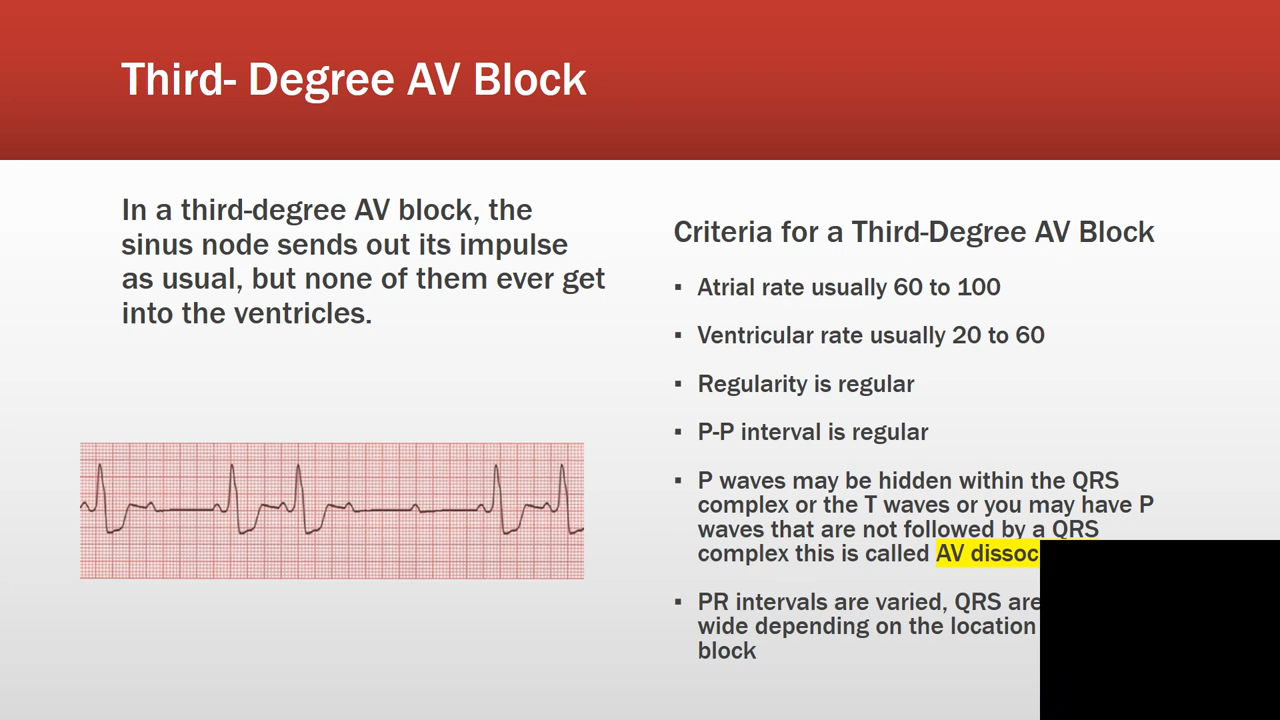 Third- Degree AV Block
In a third-degree AV block, the
sinus node sends out its impulse
as usual, but none of them ever get
into the ventricles.
Criteria for a Third-Degree AV Block
▪ Atrial rate usually 60 to 100
▪ Ventricular rate usually 20 to 60
▪ Regularity is regular
▪ P-P interval is regular
▪ P waves may be hidden within the QRS
complex or the T waves or you may have P
waves that are not followed by a QRS
complex this is called AV dissoc
▪ PR intervals are varied, QRS are
wide depending on the location
block